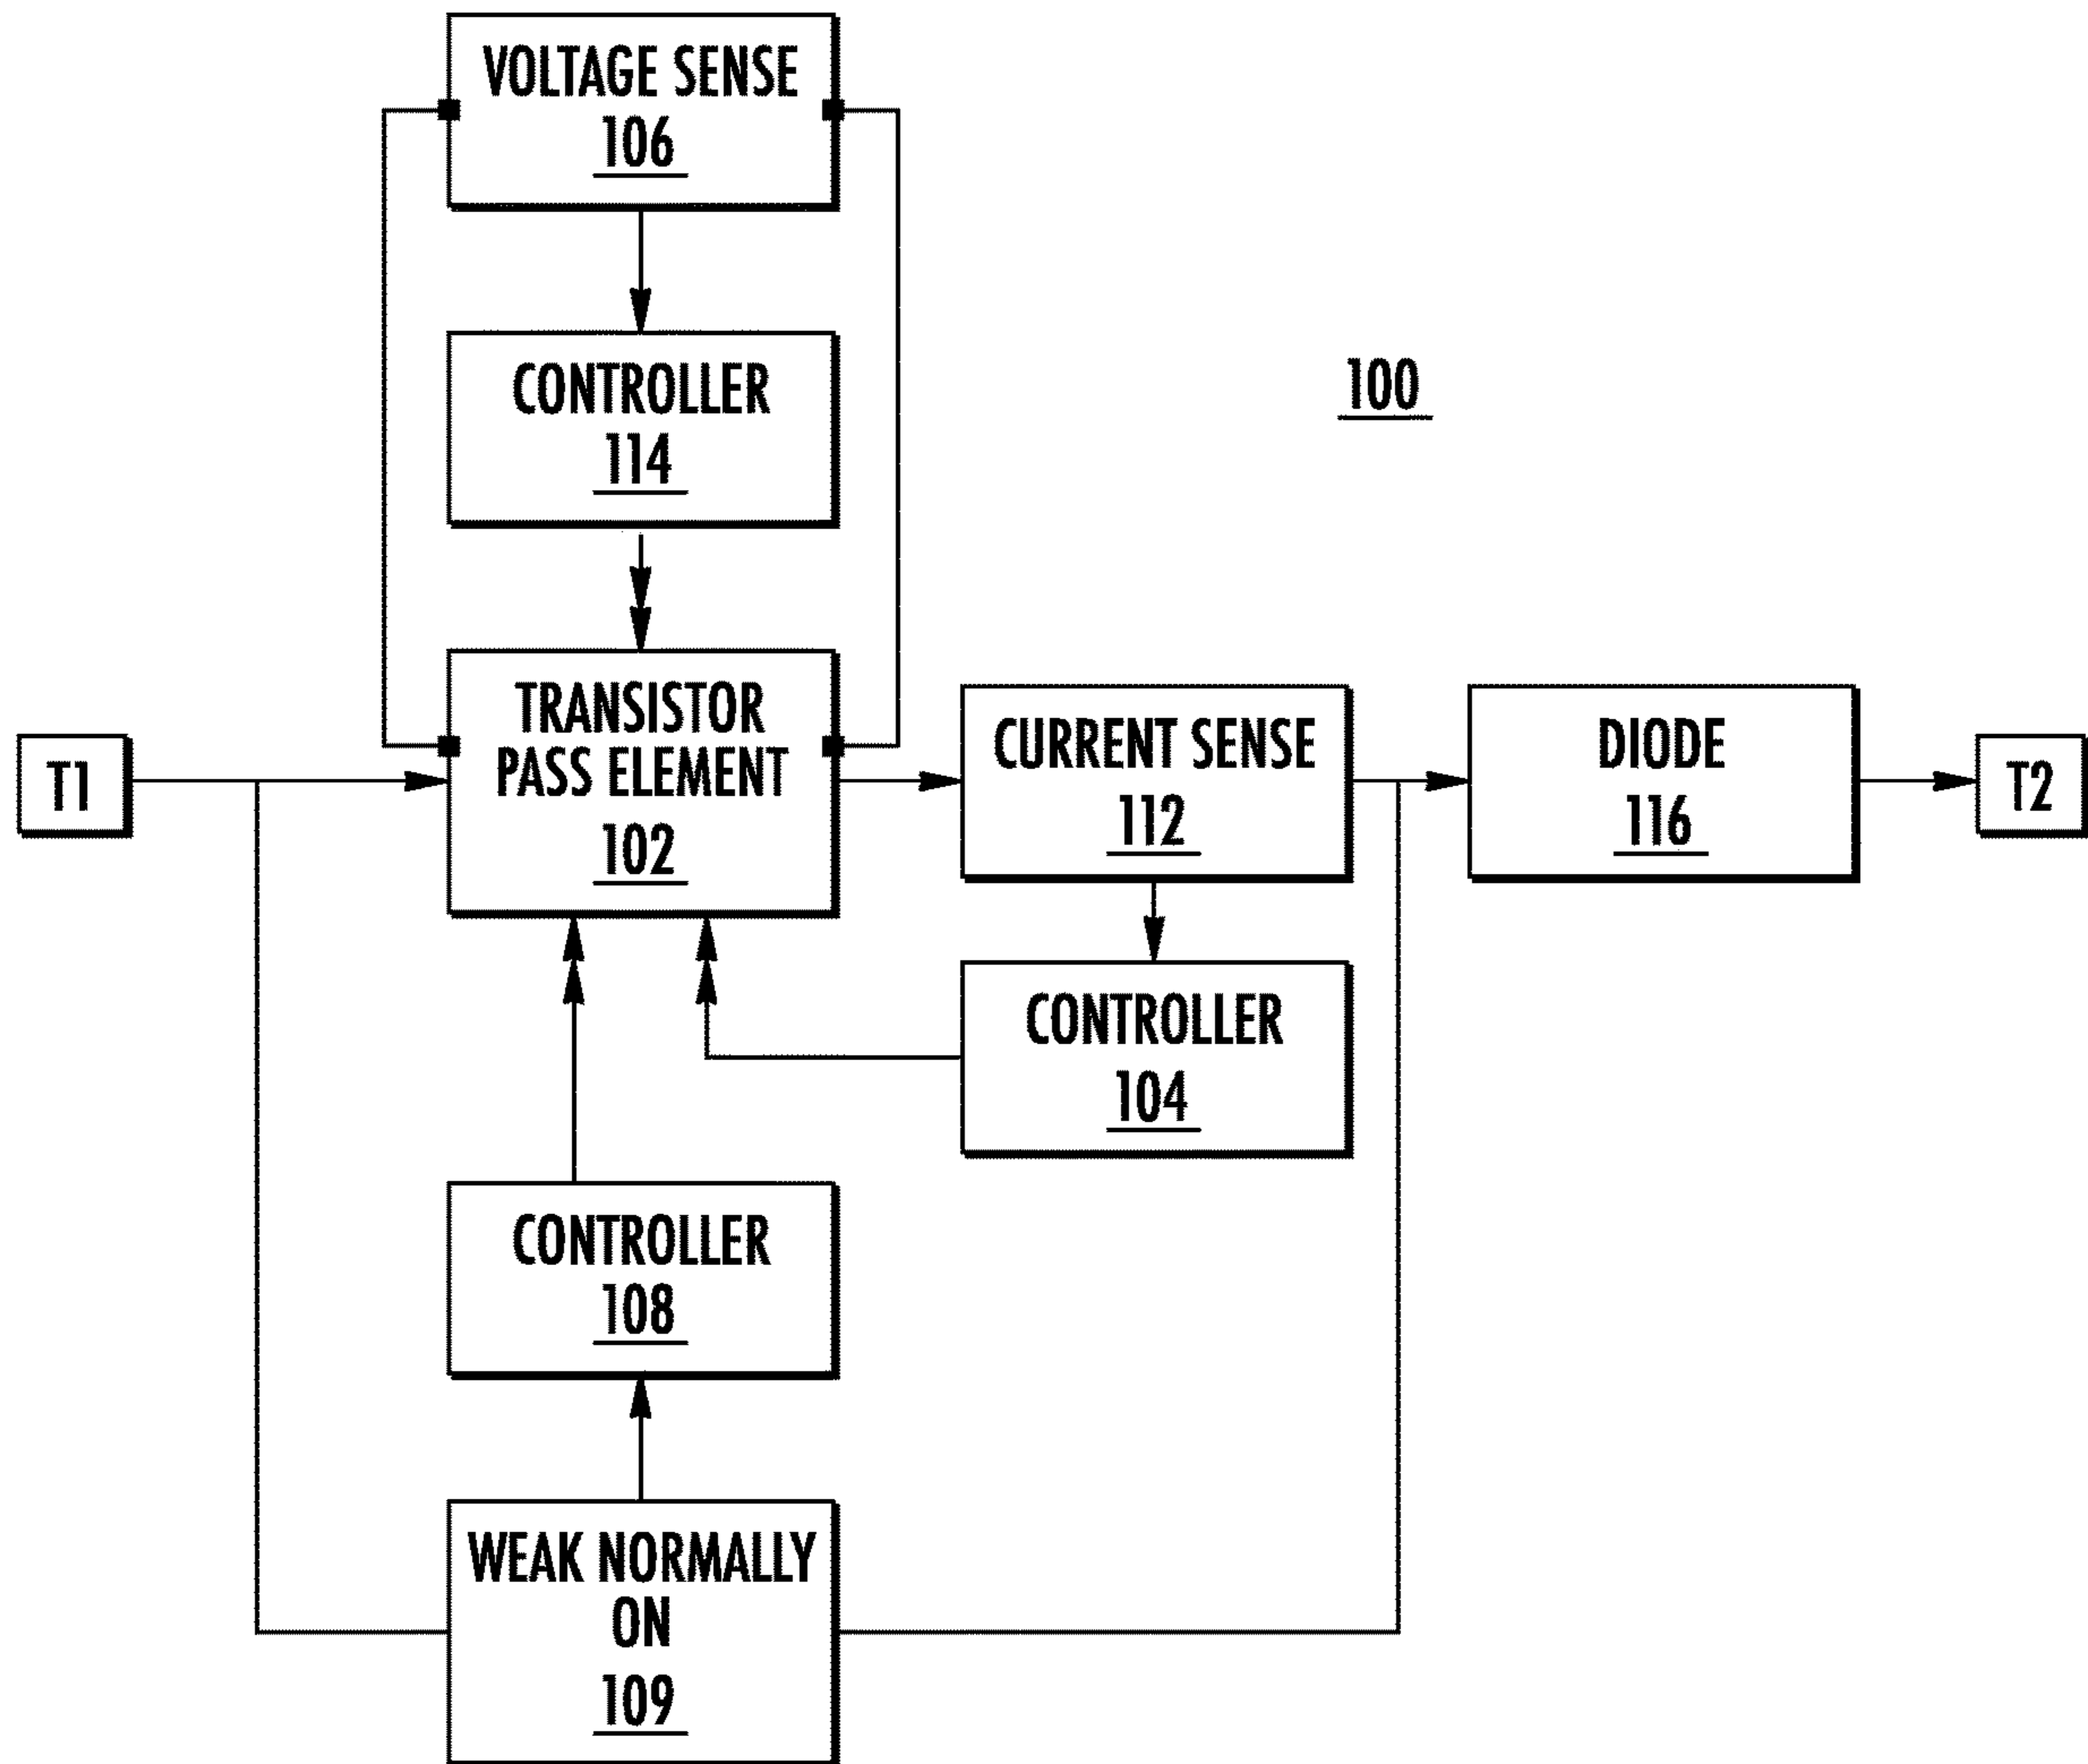 VOLTAGE SENSE
106
CONTROLLER
114
100
TRANSISTOR
PASS ELEMENT
102
T1
CURRENT SENSE
112
DIODE
116
T2
CONTROLLER
104
CONTROLLER
108
WEAK NORMALLY
ON
109